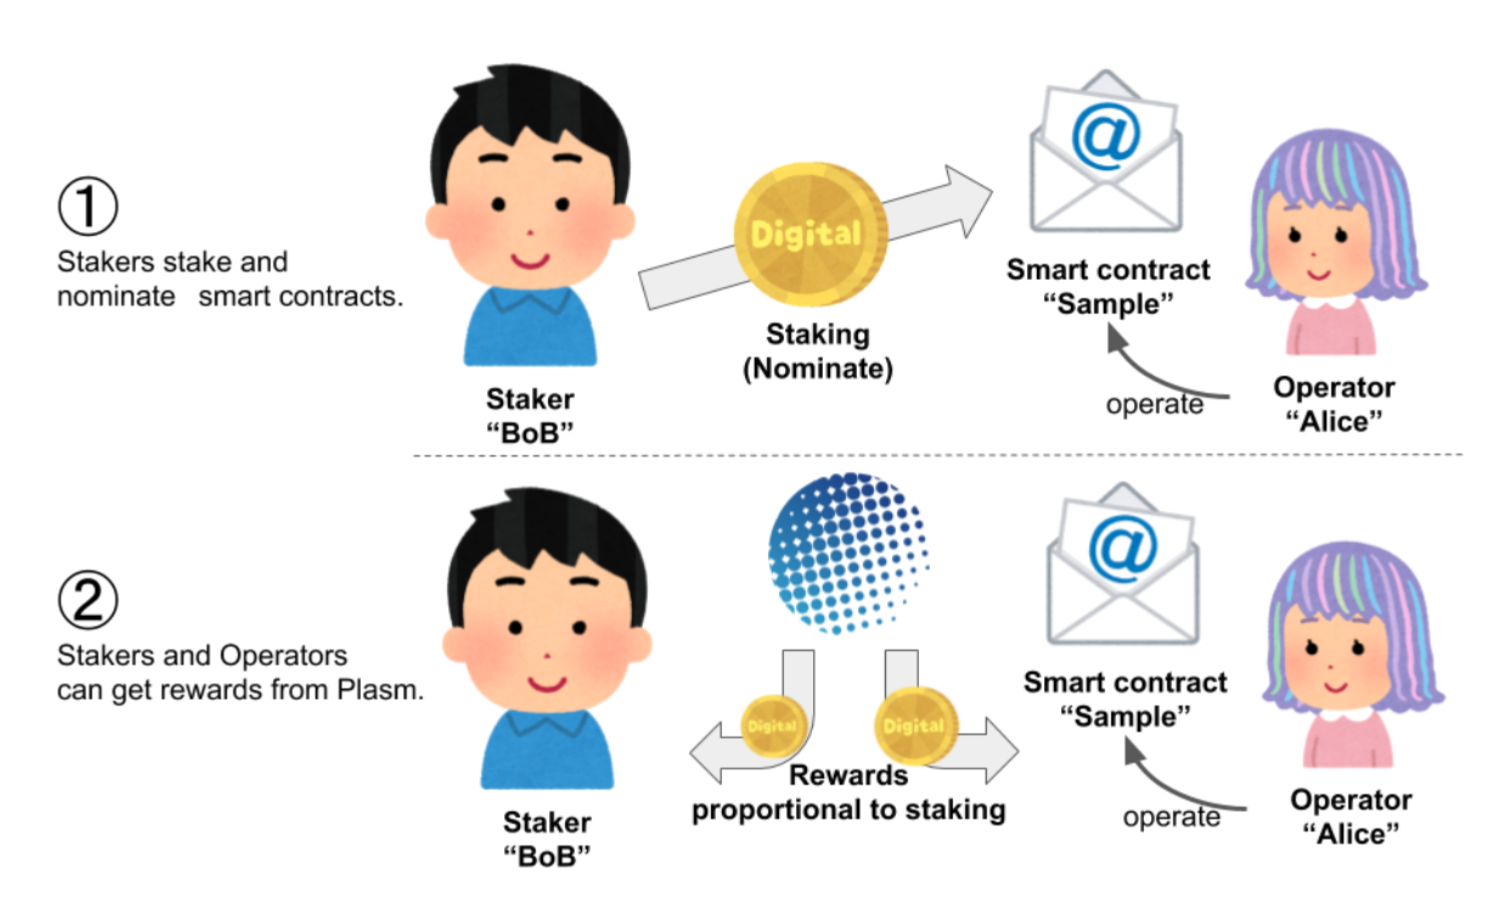 ①
Stakers stake and
nominate smart contracts.
Staker
“BoB”
Digital
Staking
(Nominate)
@
Smart contract
“Sample”
operate
Operator
“Alice”
②
Stakers and Operators
can get rewards from Plasm.
Staker
“BoB”
Digital
Digital
Rewards
proportional to staking
@
Smart contract
“Sample”
operate
Operator
“Alice”